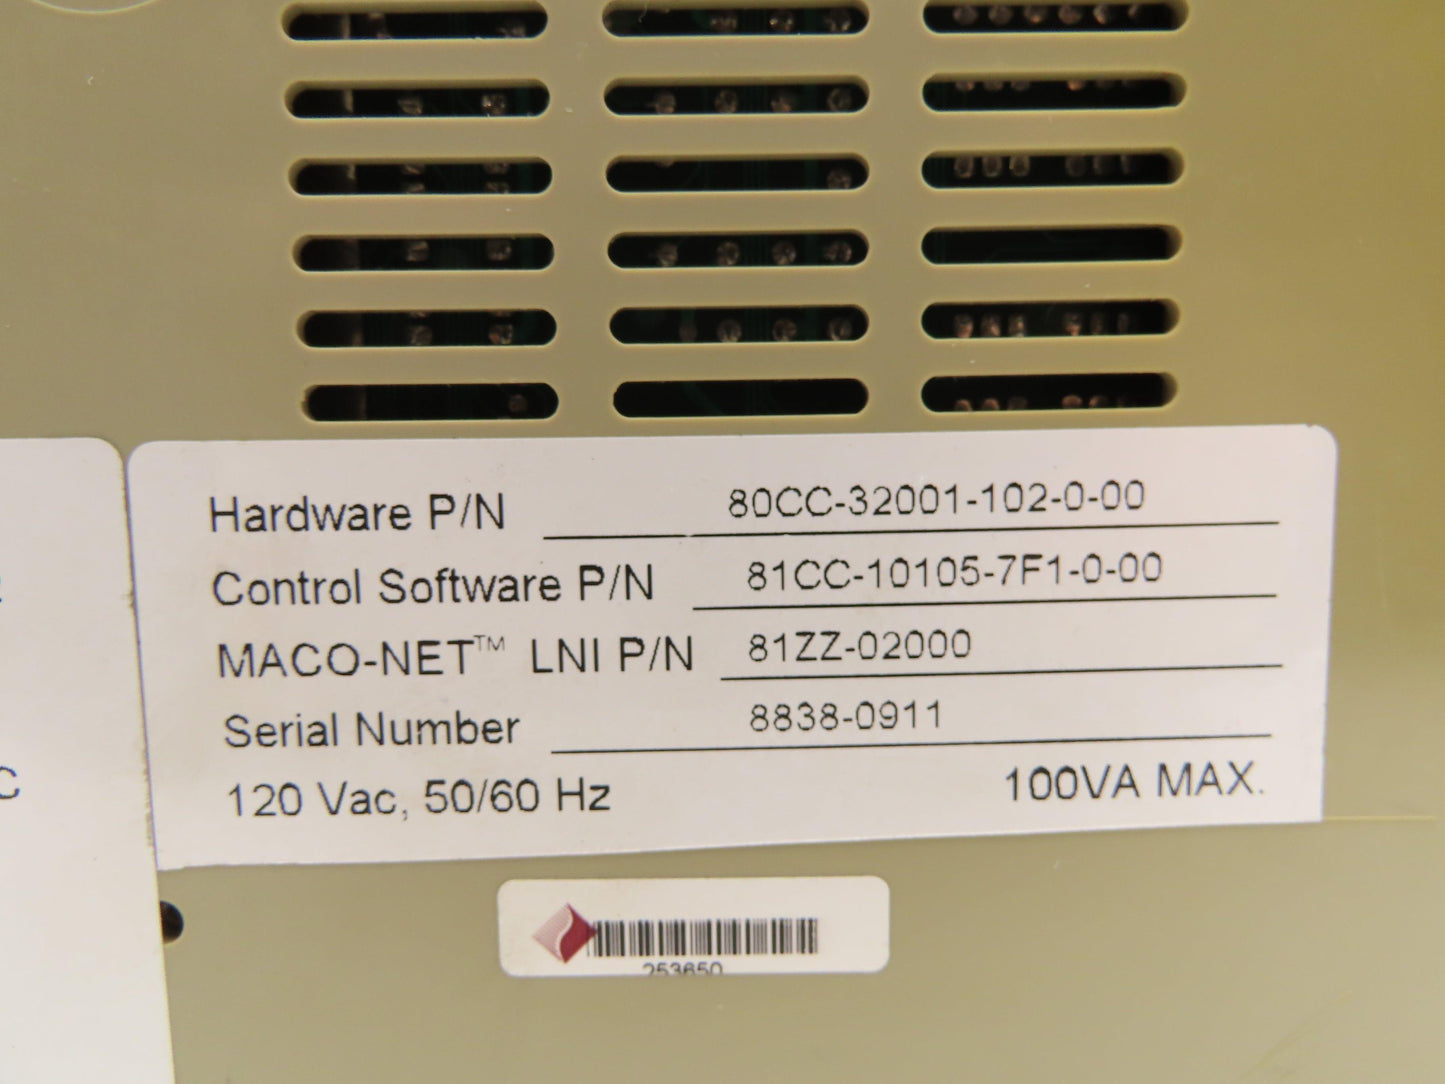 Hardware P/N 80CC-32001-102-0-00
Control Software P/N 81CC-10105-7F1-0-00
MACO-NET™ LNI P/N 81ZZ-02000
Serial Number 8838-0911
120 Vac, 50/60 Hz 100VA MAX.
253650